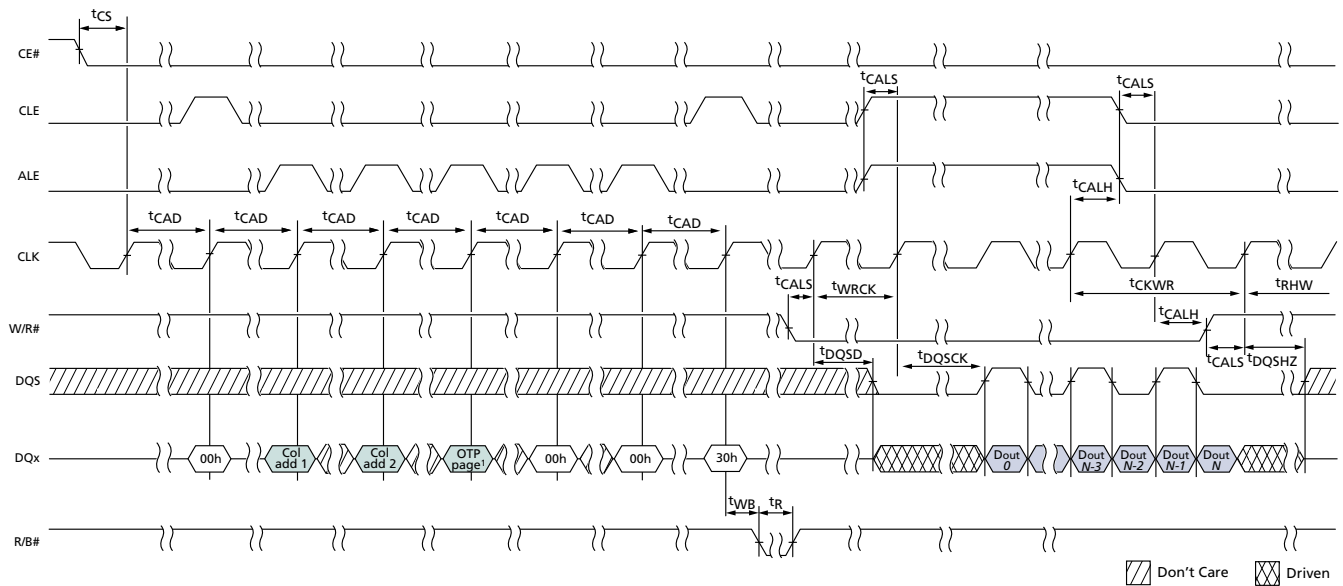 tCS
CE#
tCALS
tCALS
CLE
ALE
tCALH
tCAD
tCAD
tCAD
tCAD
tCAD
tCAD
tCAD
CLK
tCALS
tWRCK
tCKWR
tRHW
tCALH
W/R#
tDQSD
tDQSCK
tCALS
tDQSHZ
DQS
DQx
00h
Col
add 1
Col
add 2
OTP
page1
00h
00h
30h
Dout
0
Dout
N-3
Dout
N-2
Dout
N-1
Dout
N
tWB
tR
R/B#
Don't Care
Driven